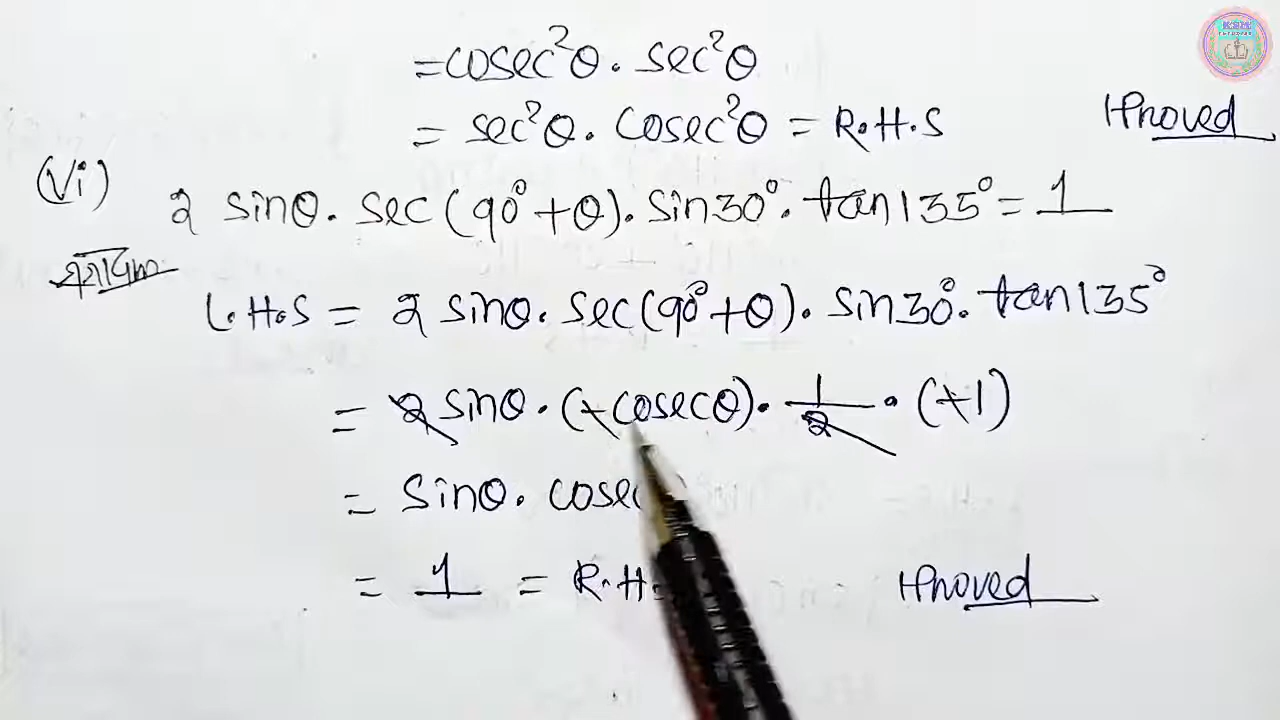 =cosec²θ. sec²θ
= sec²θ. cosec²θ = R.H.S Proved
(Vi) 2 sinθ. sec(90°+θ). sin30°. tan135° = 1
L.H.S = 2 sinθ. sec(90°+θ). sin30°. tan135°
= 2 sinθ. (-cosecθ). 1/2 . (-1)
= sinθ. cosec
= 1 = R.H. Proved